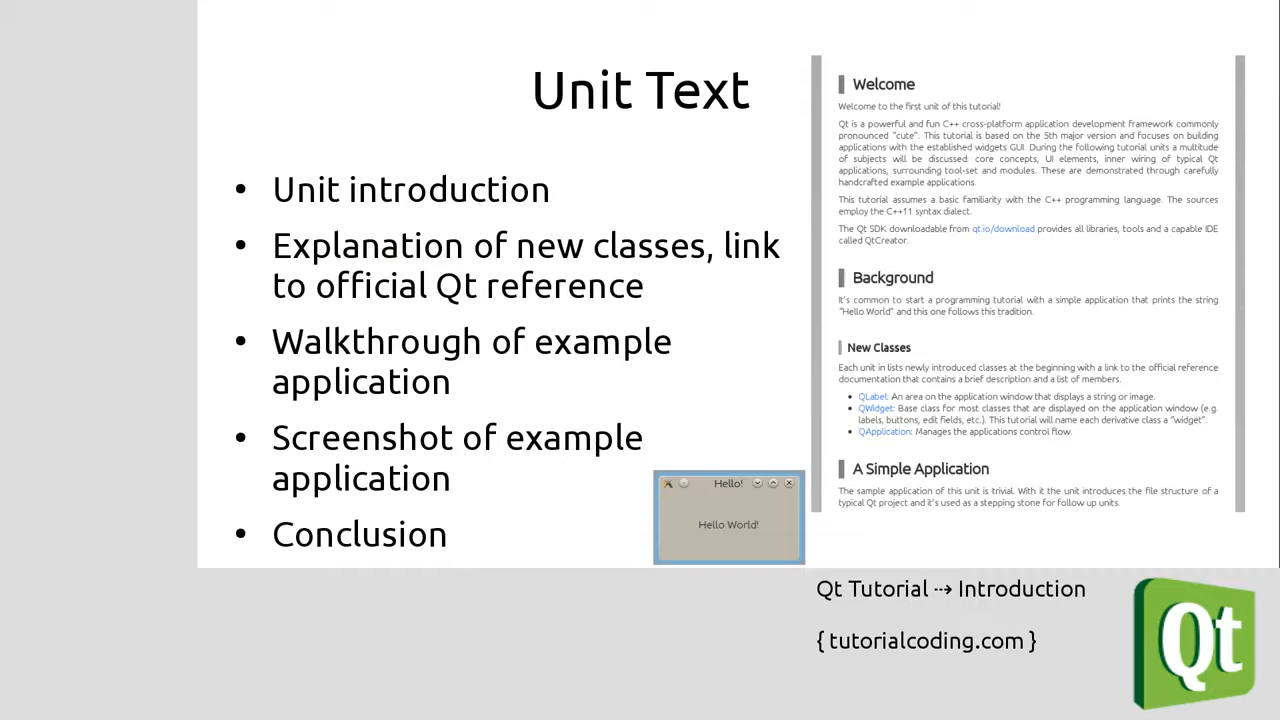 Unit Text
• Unit introduction
• Explanation of new classes, link
to official Qt reference
• Walkthrough of example
application
• Screenshot of example
application
• Conclusion
Hello!
Hello World!
Welcome
Welcome to the first unit of this tutorial!
Qt is a powerful and fun C++ cross-platform application development framework commonly
pronounced "cute". This tutorial is based on the 5th major version and focuses on building
applications with the established widgets GUI. During the following tutorial units a multitude
of subjects will be discussed: core concepts, UI elements, inner wiring of typical Qt
applications, surrounding tool-set and modules. These are demonstrated through carefully
handcrafted example applications.
This tutorial assumes a basic familiarity with the C++ programming language. The sources
employ the C++11 syntax dialect.
The Qt SDK downloadable from qt.io/download provides all libraries, tools and a capable IDE
called QtCreator.
Background
It's common to start a programming tutorial with a simple application that prints the string
"Hello World" and this one follows this tradition.
New Classes
Each unit in lists newly introduced classes at the beginning with a link to the official reference
documentation that contains a brief description and a list of members.
• QLabel: An area on the application window that displays a string or image.
• QWidget: Base class for most classes that are displayed on the application window (e.g.
labels, buttons, edit fields, etc.). This tutorial will name each derivative class a "widget".
• QApplication: Manages the applications control flow.
A Simple Application
The sample application of this unit is trivial. With it the unit introduces the file structure of a
typical Qt project and it's used as a stepping stone for follow up units.
Qt Tutorial ⇢ Introduction
{ tutorialcoding.com }
Qt